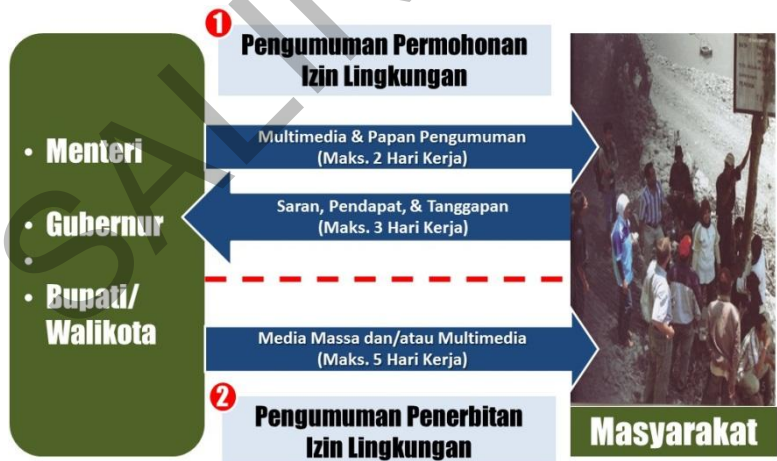 1
Pengumuman Permohonan
Izin Lingkungan
• Menteri
• Gubernur
•
• Bupati/
Walikota
Multimedia & Papan Pengumuman
(Maks. 2 Hari Kerja)
Saran, Pendapat, & Tanggapan
(Maks. 3 Hari Kerja)
Media Massa dan/atau Multimedia
(Maks. 5 Hari Kerja)
2
Pengumuman Penerbitan
Izin Lingkungan
Masyarakat